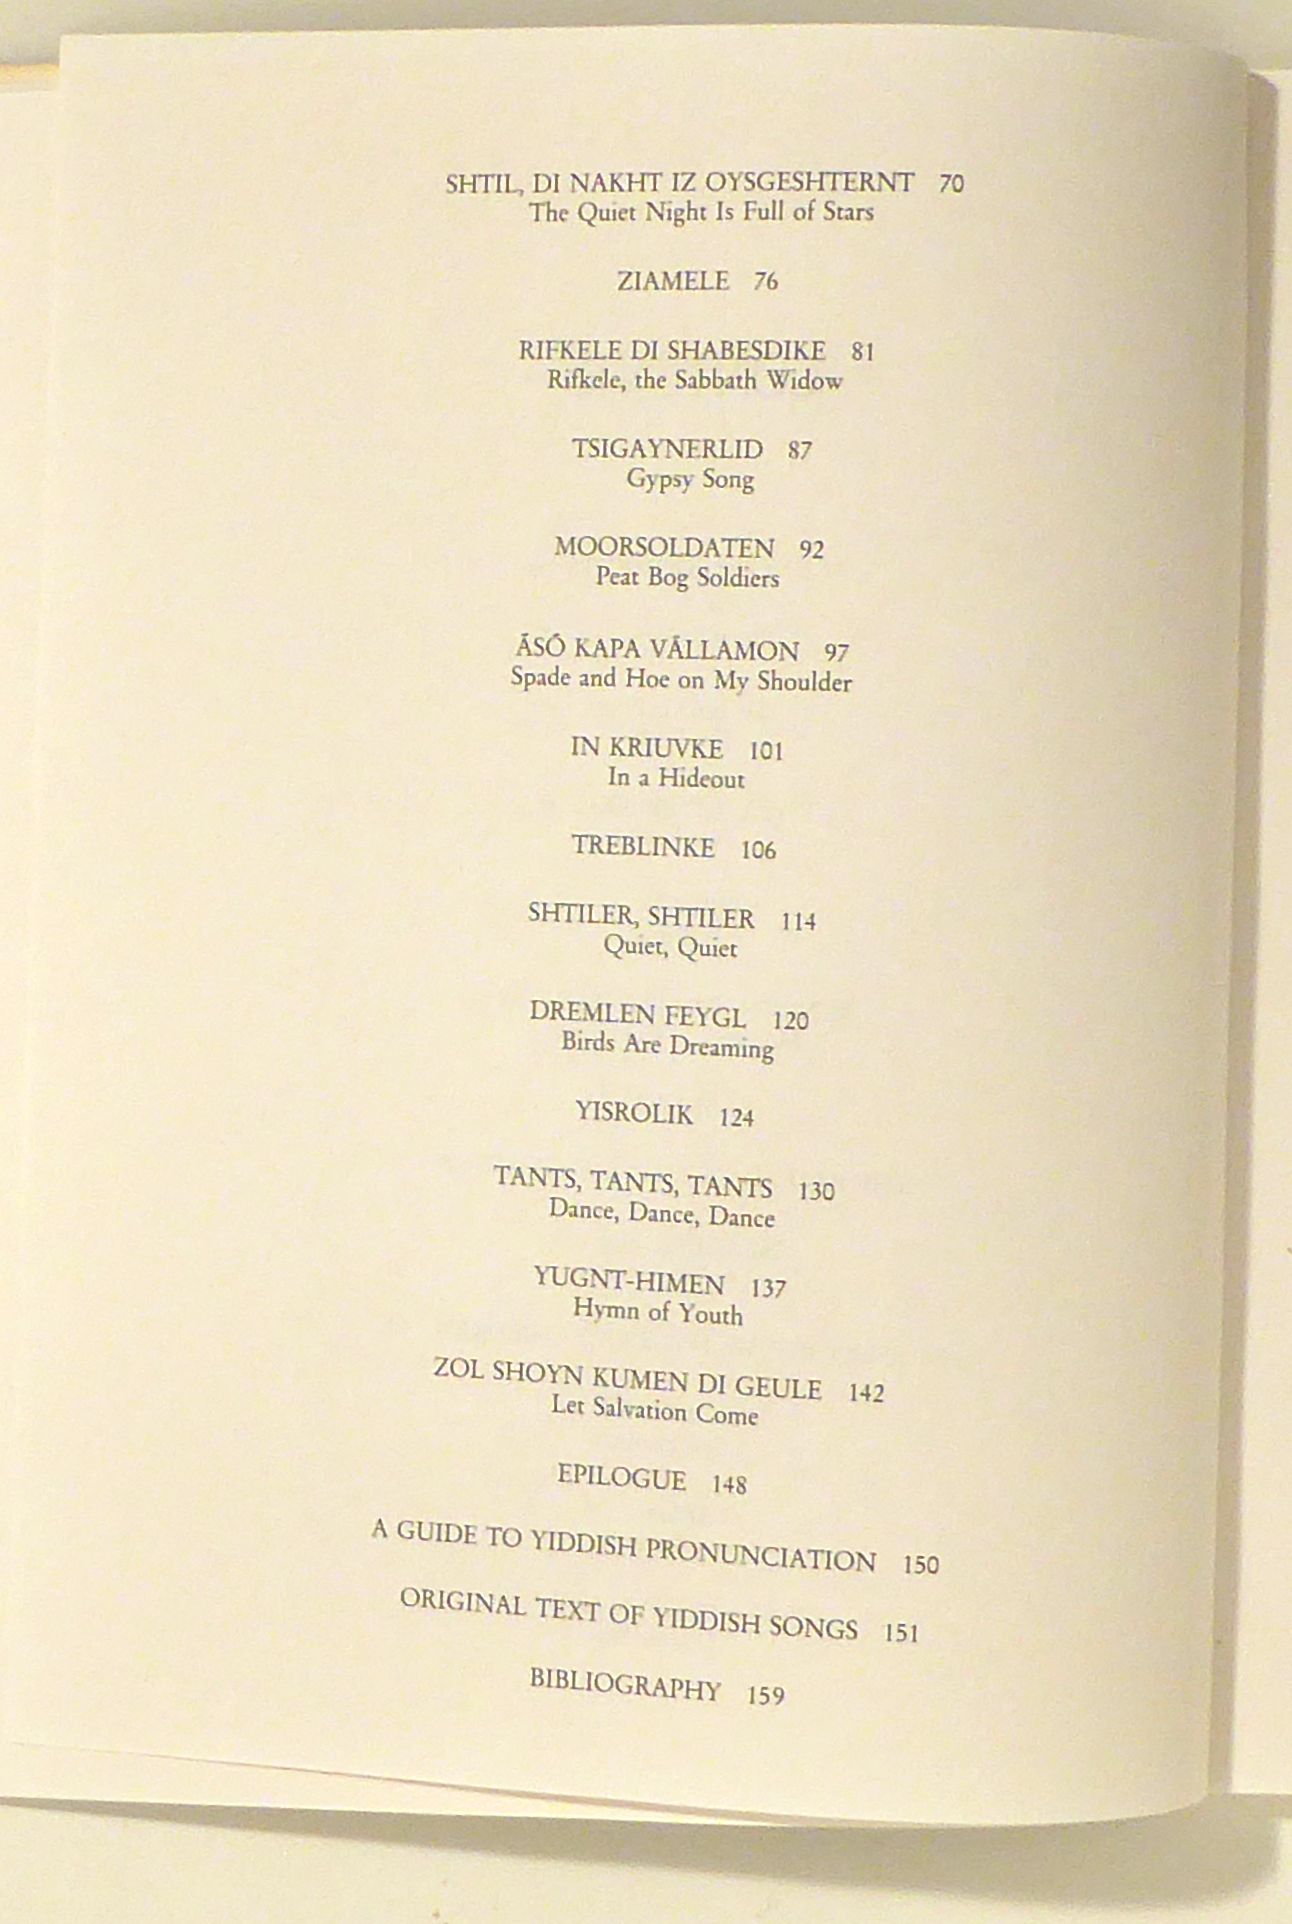 SHTIL, DI NAKHT IZ OYSGESHTERNT 70
The Quiet Night Is Full of Stars
ZIAMELE 76
RIFKELE DI SHABESDIKE 81
Rifkele, the Sabbath Widow
TSIGAYNERLID 87
Gypsy Song
MOORSOLDATEN 92
Peat Bog Soldiers
ÁSÓ KAPA VÁLLAMON 97
Spade and Hoe on My Shoulder
IN KRIUVKE 101
In a Hideout
TREBLINKE 106
SHTILER, SHTILER 114
Quiet, Quiet
DREMLEN FEYGL 120
Birds Are Dreaming
YISROLIK 124
TANTS, TANTS, TANTS 130
Dance, Dance, Dance
YUGNT-HIMEN 137
Hymn of Youth
ZOL SHOYN KUMEN DI GEULE 142
Let Salvation Come
EPILOGUE 148
A GUIDE TO YIDDISH PRONUNCIATION 150
ORIGINAL TEXT OF YIDDISH SONGS 151
BIBLIOGRAPHY 159